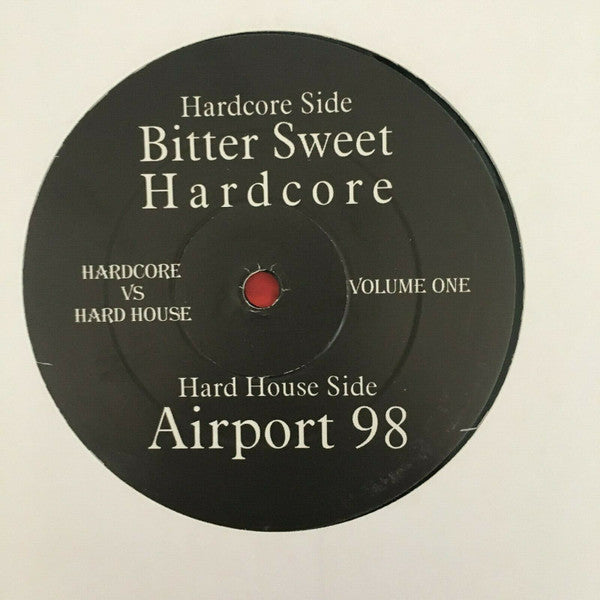 Hardcore Side
Bitter Sweet
Hardcore
HARDCORE
VS
HARD HOUSE
VOLUME ONE
Hard House Side
Airport 98